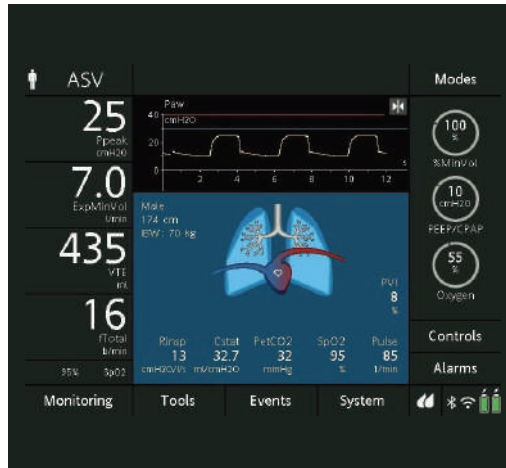 ASV
Modes
25
Ppeak
cmH2O
7.0
ExpMinVol
l/min
435
VTE
ml
16
fTotal
b/min
95% SpO2
Paw
40 cmH2O
20
0
2 4 6 8 10 12 s
Male
174 cm
IBW: 70 kg
PVI
8
%
Rinsp Cstat PetCO2 SpO2 Pulse
13 32.7 32 95 85
cmH2O/l/s ml/cmH2O mmHg % 1/min
100
%
%MinVol
10
cmH2O
PEEP/CPAP
55
%
Oxygen
Controls
Alarms
Monitoring Tools Events System